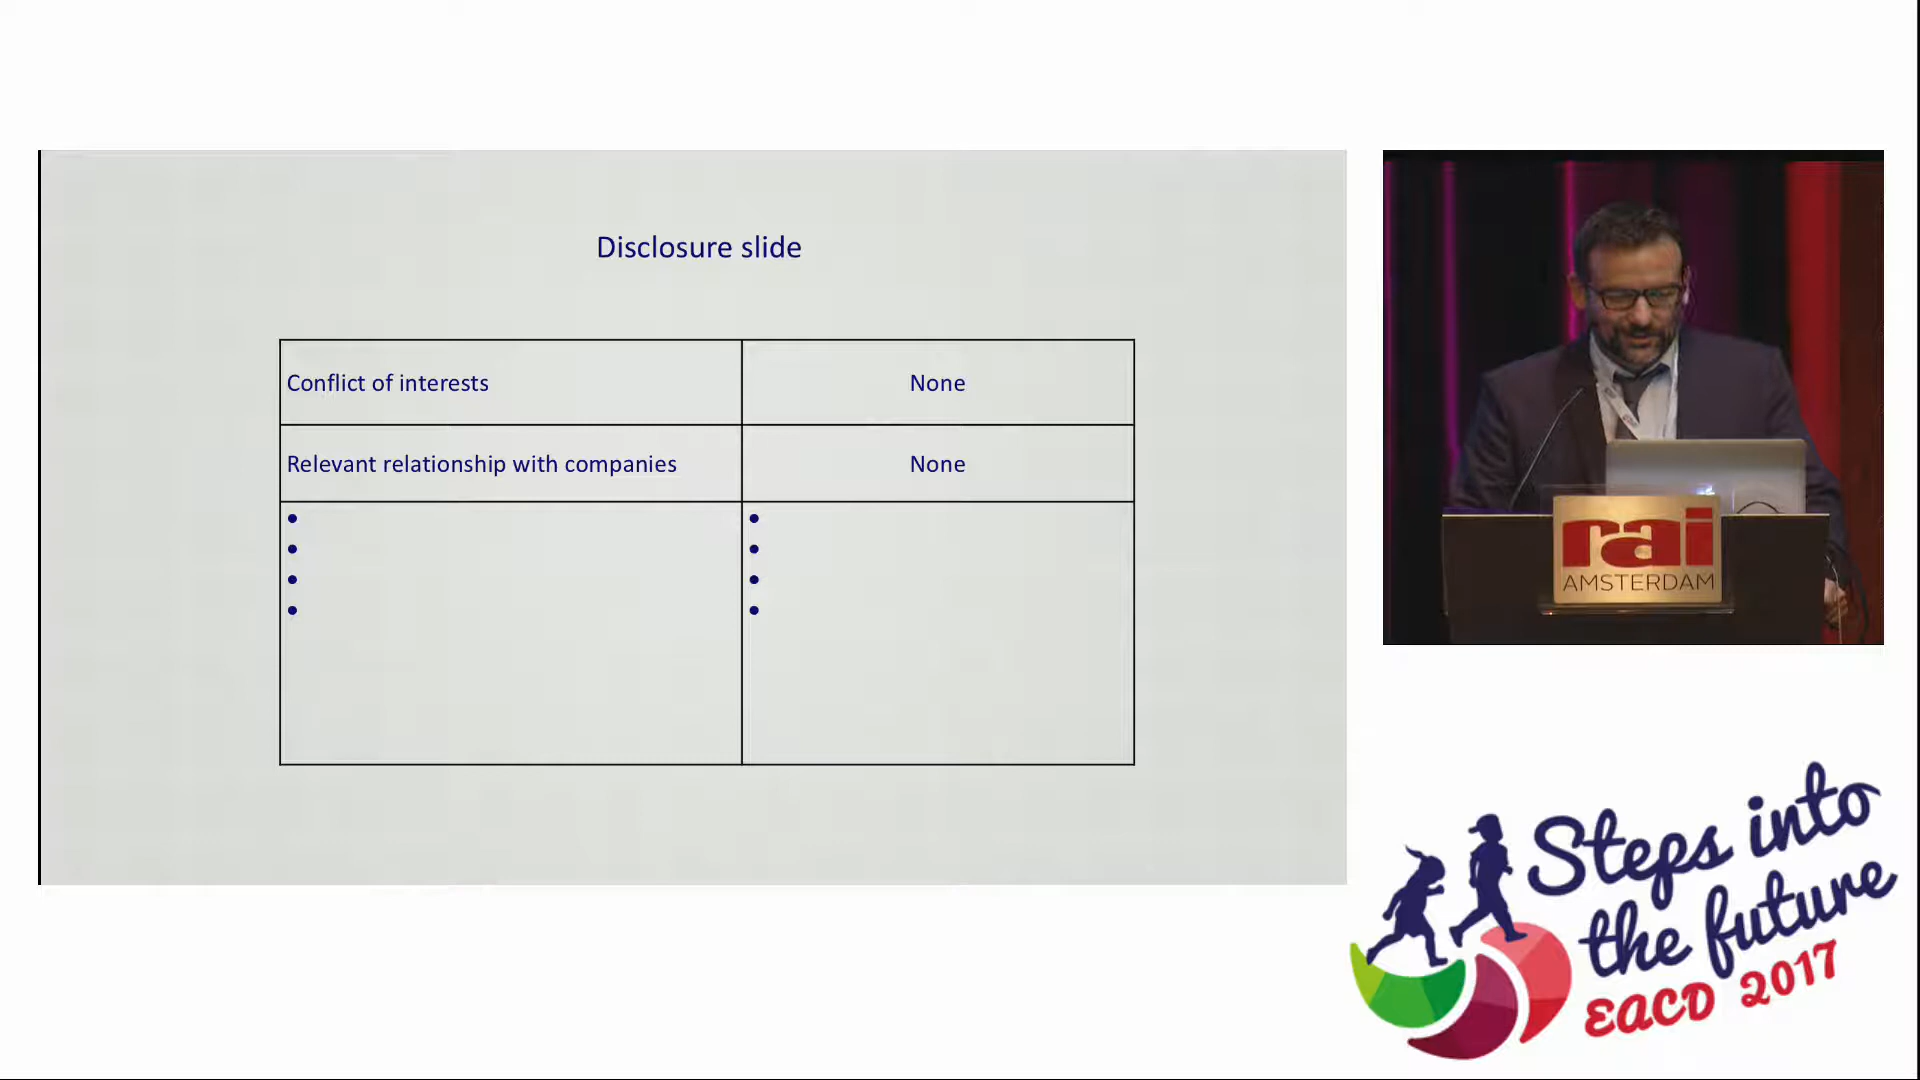 Disclosure slide
Conflict of interests
None
Relevant relationship with companies
None
rai
AMSTERDAM
Steps into
the future
EACD 2017